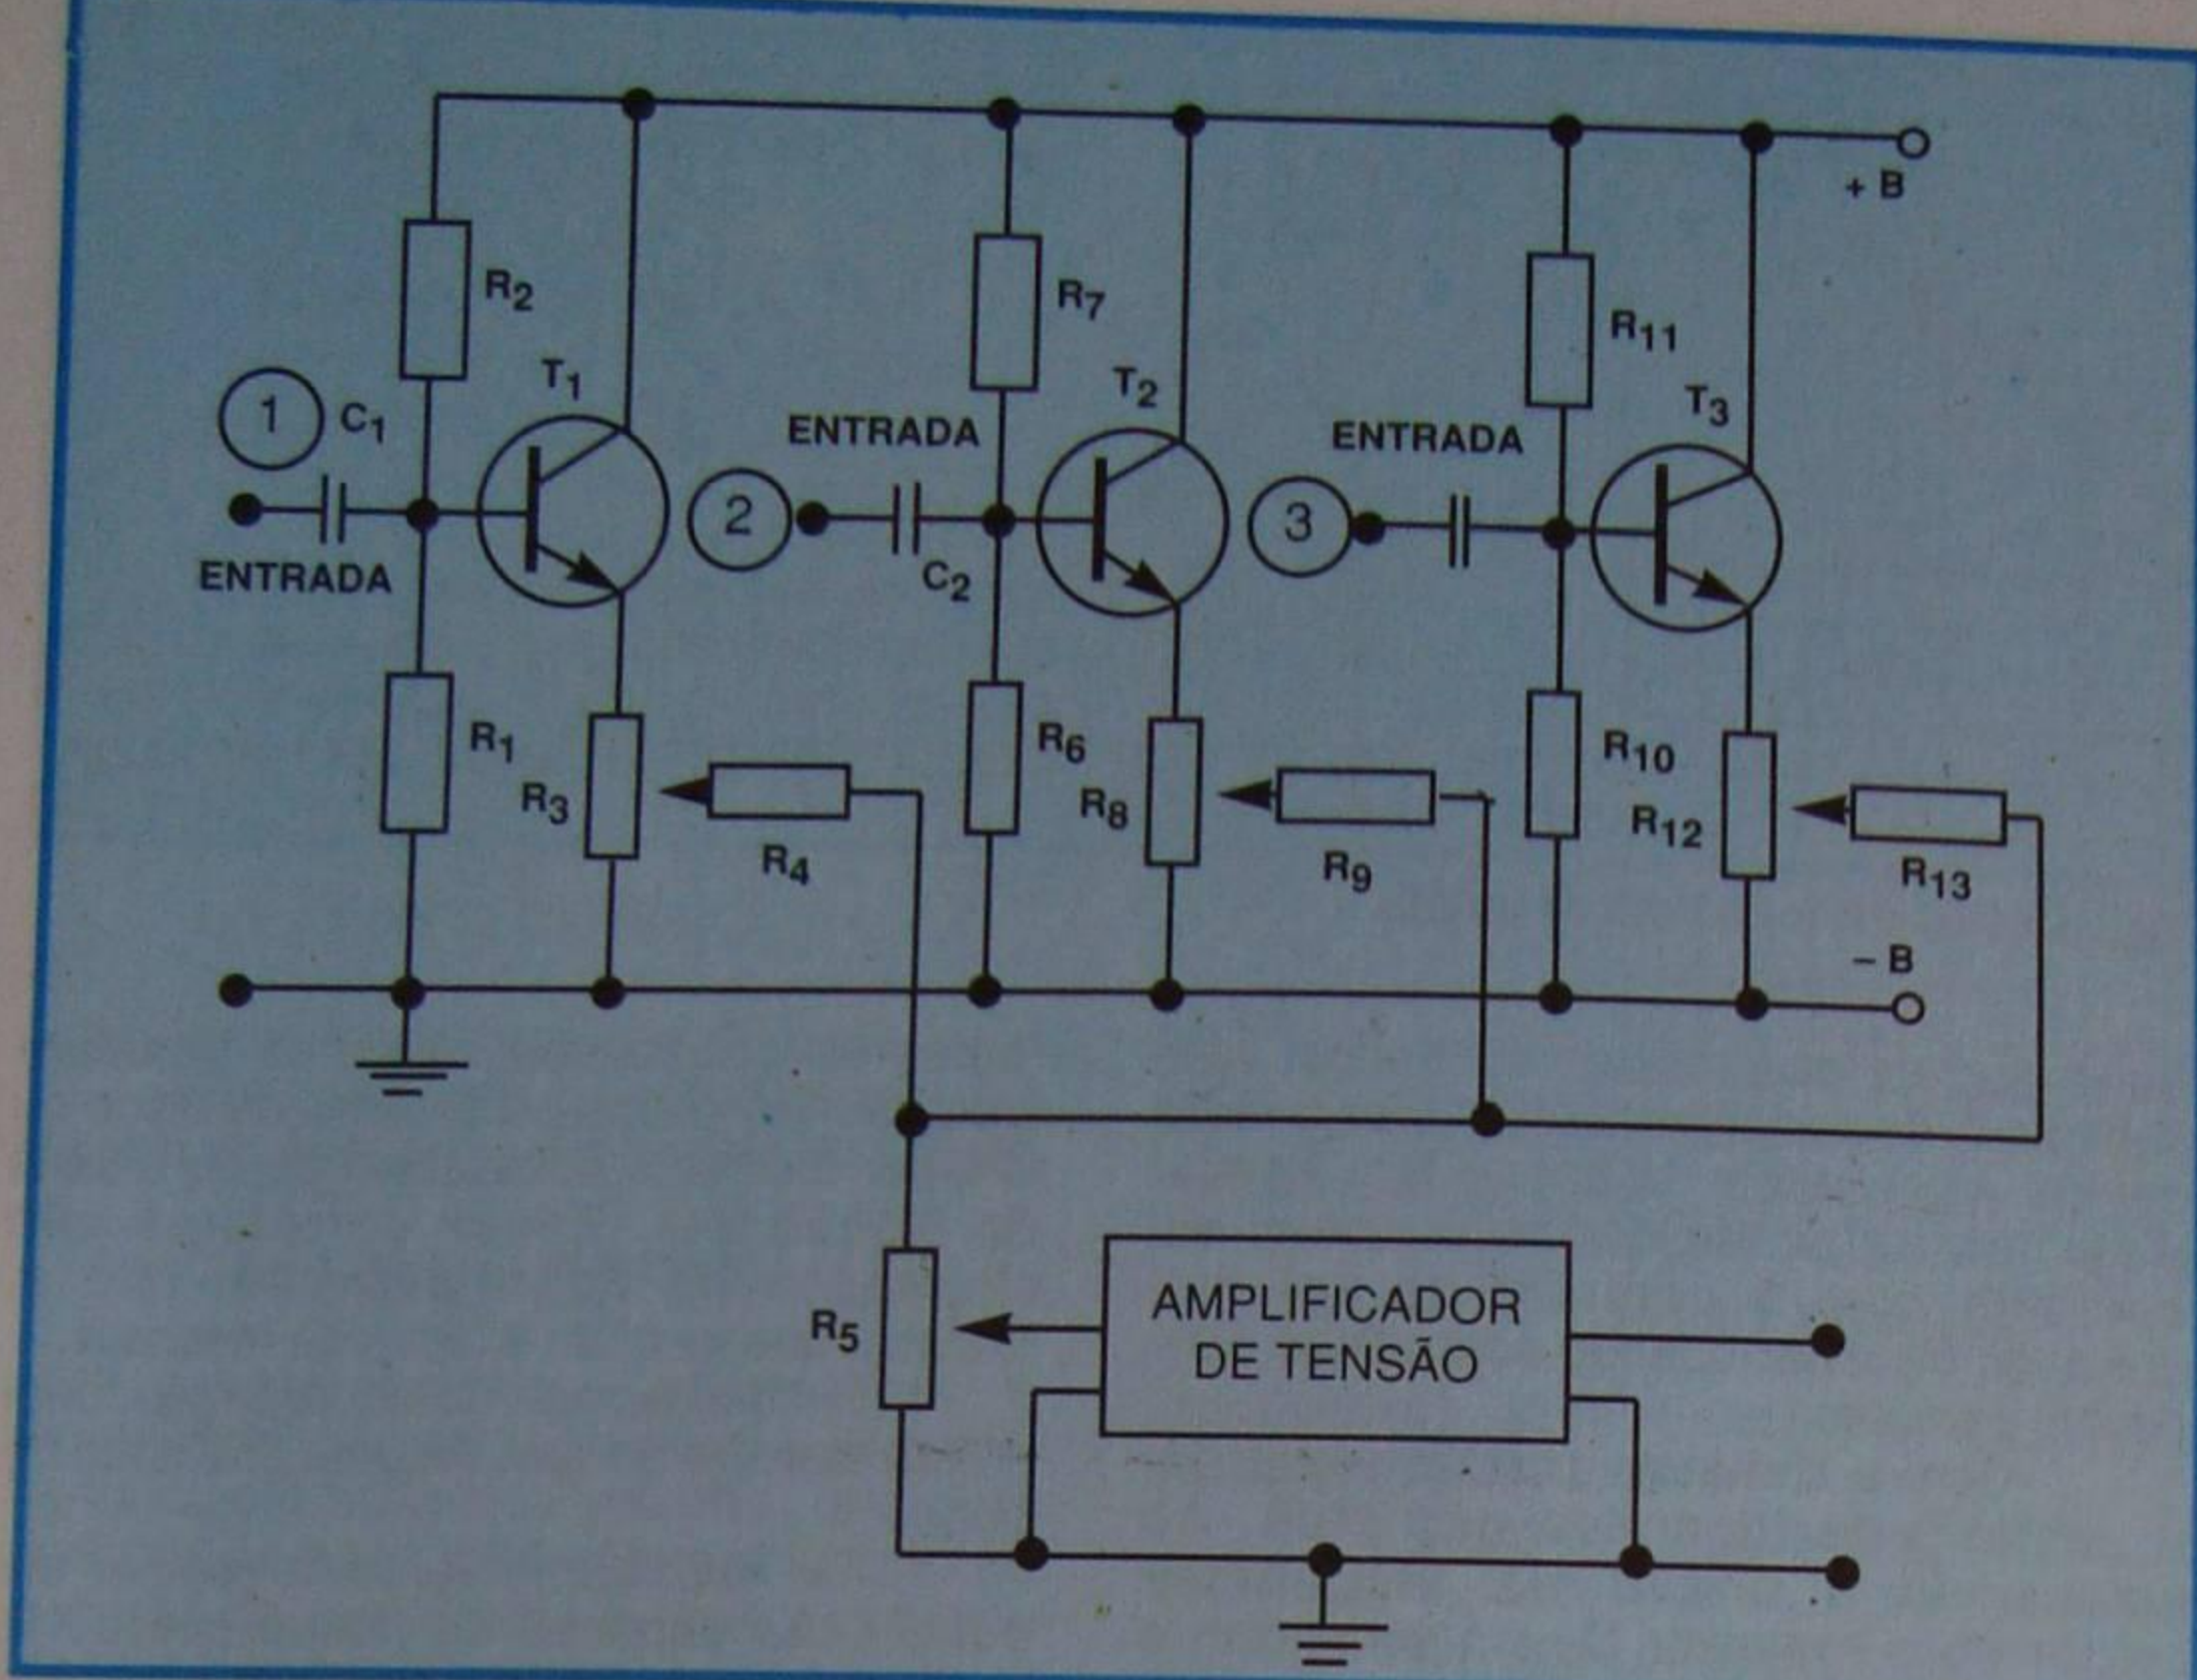 + B
R2
R7
R11
T1
T2
T3
1
C1
ENTRADA
ENTRADA
2
3
C2
ENTRADA
R1
R3
R4
R6
R8
R9
R10
R12
R13
– B
R5
AMPLIFICADOR
DE TENSÃO